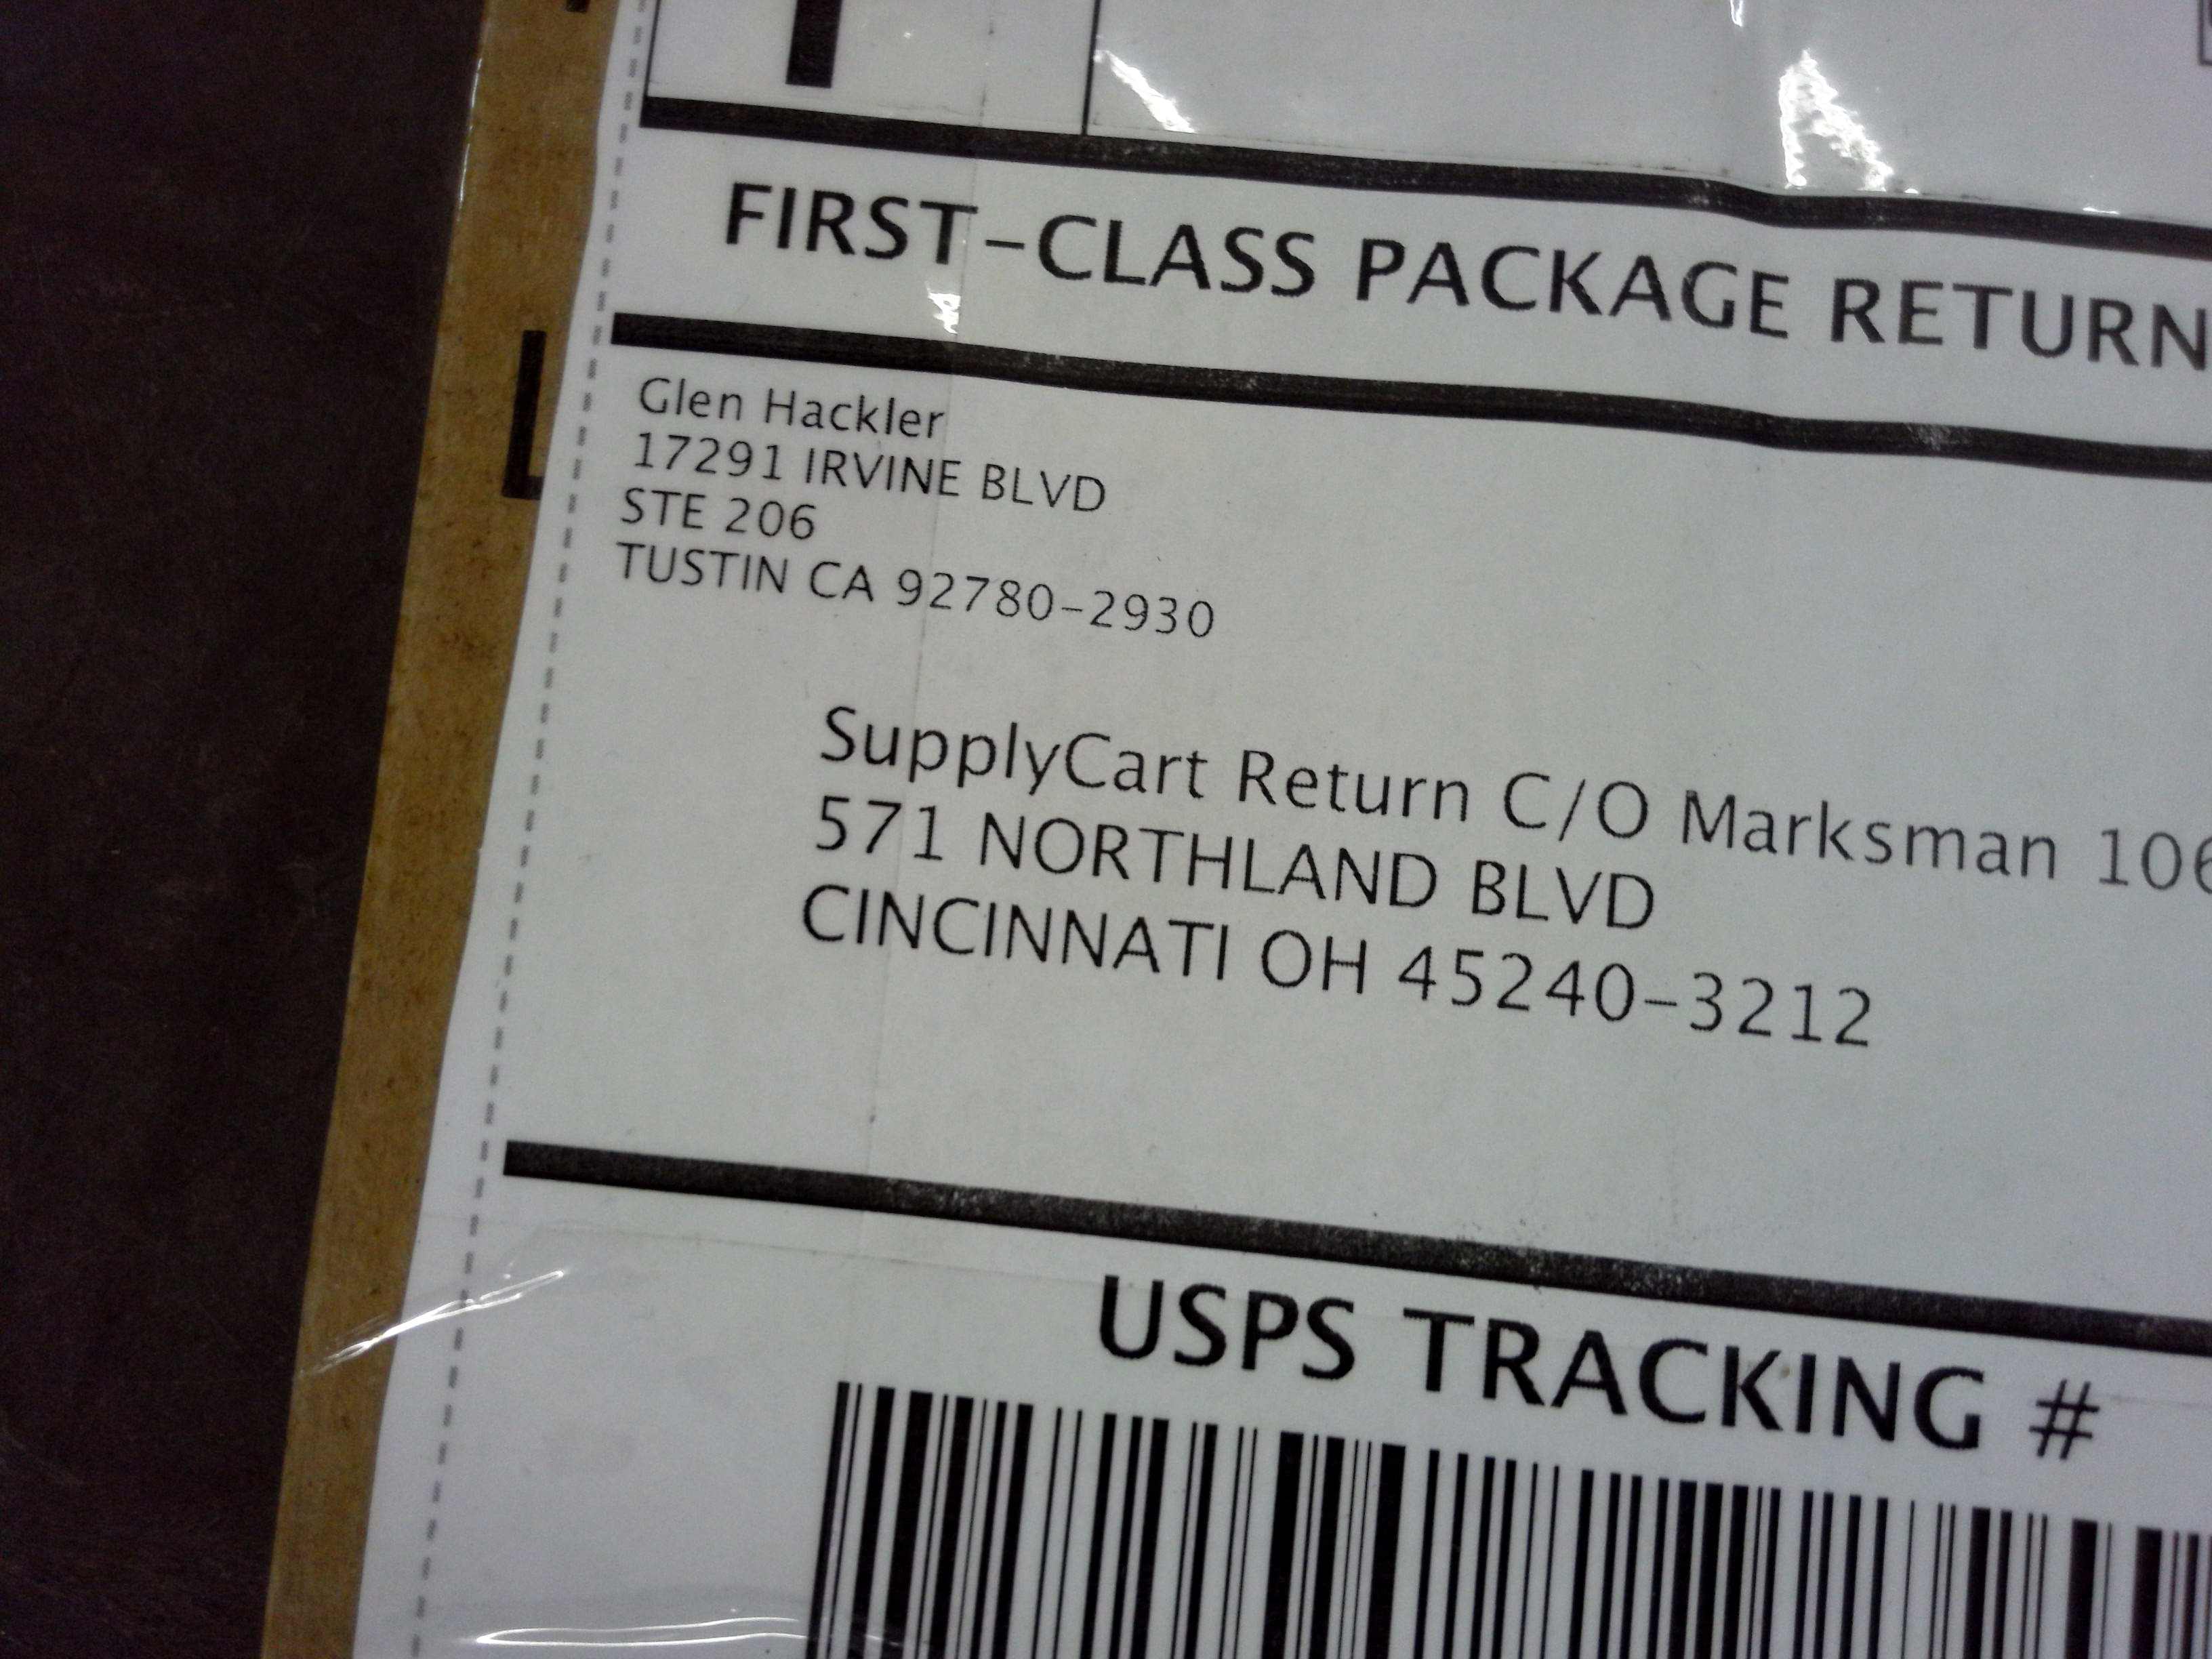 FIRST-CLASS PACKAGE RETURN
Glen Hackler
17291 IRVINE BLVD
STE 206
TUSTIN CA 92780-2930
SupplyCart Return C/O Marksman
571 NORTHLAND BLVD
CINCINNATI OH 45240-3212
USPS TRACKING #